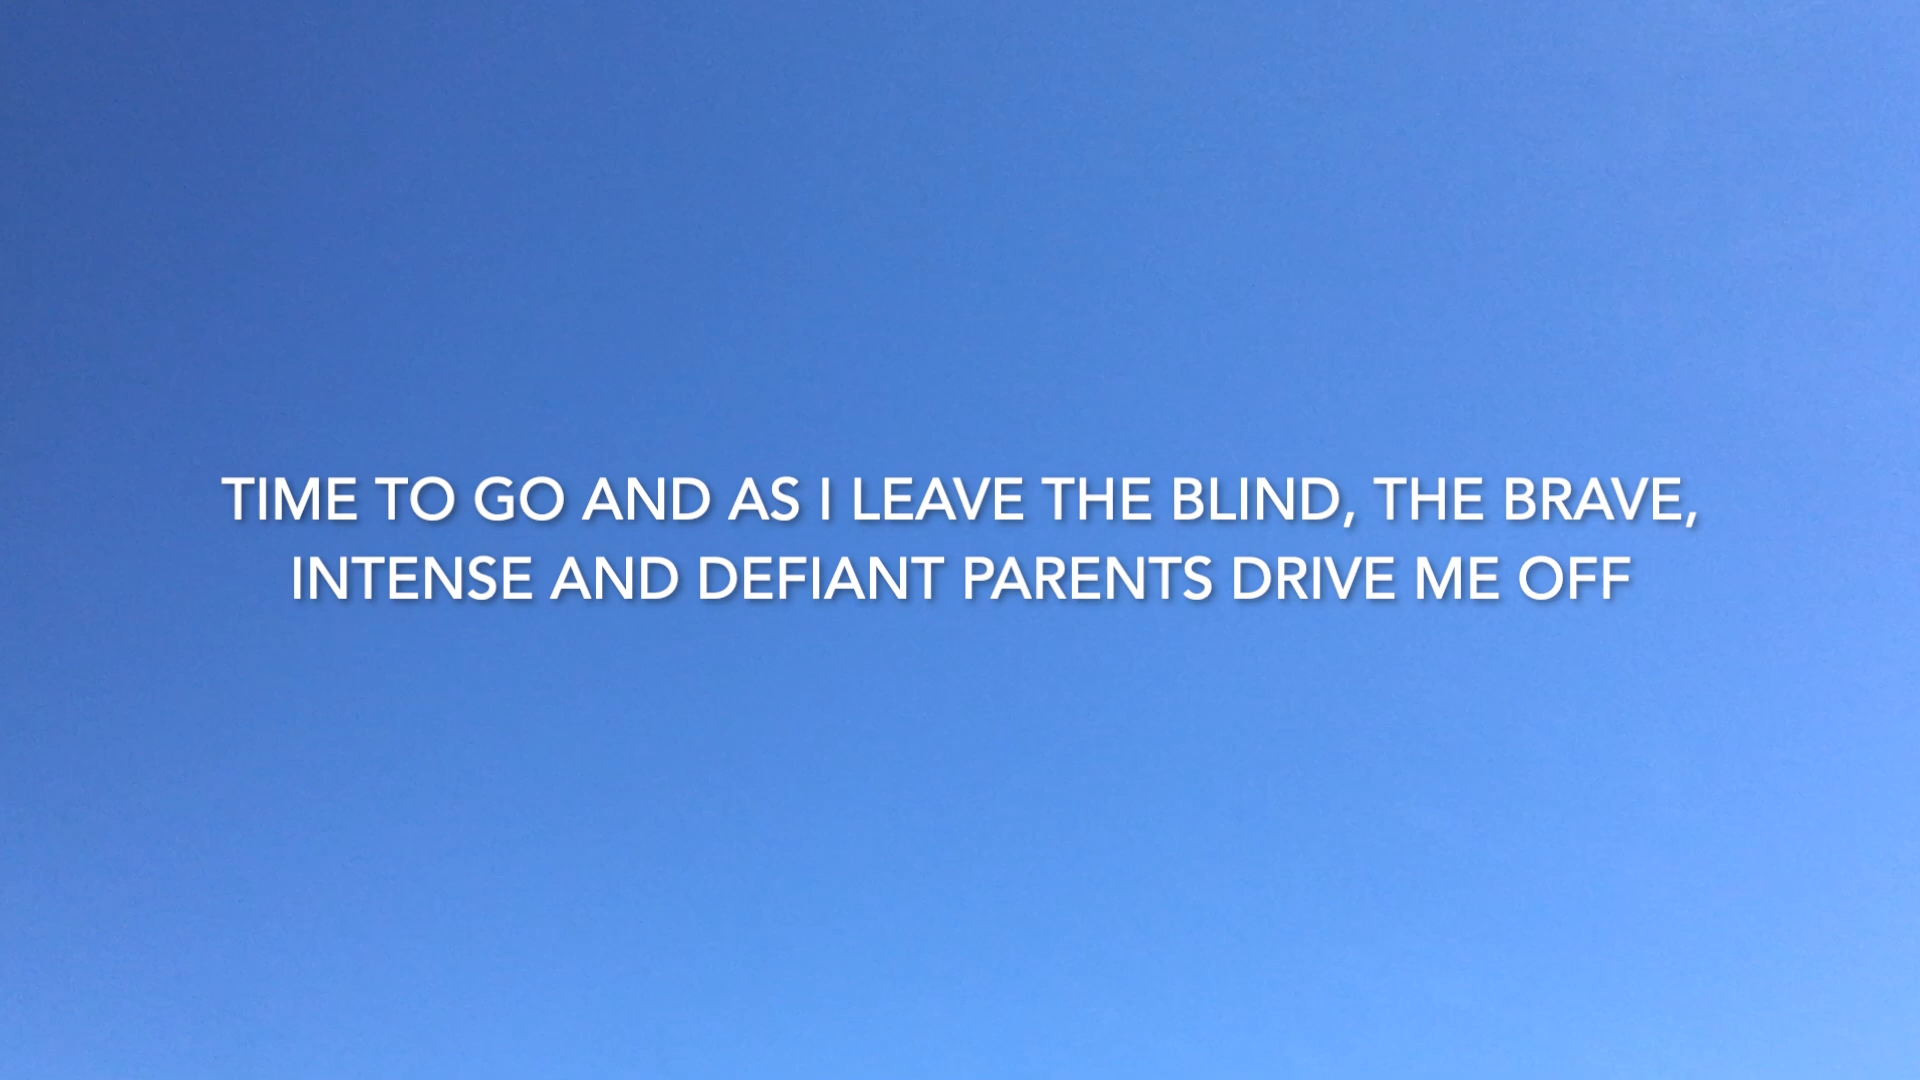 TIME TO GO AND AS I LEAVE THE BLIND, THE BRAVE,
INTENSE AND DEFIANT PARENTS DRIVE ME OFF